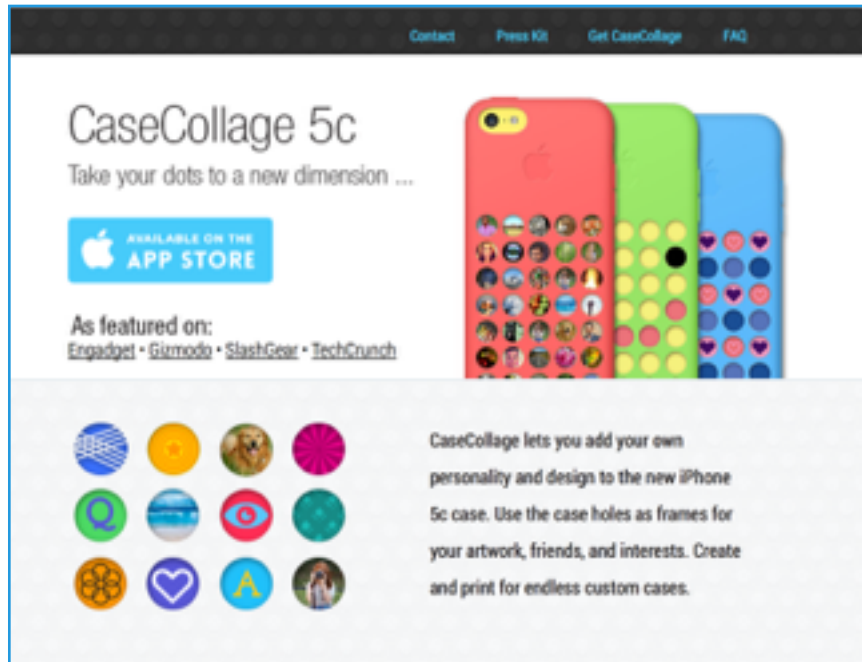 Contact Press Kit Get CaseCollage FAQ
CaseCollage 5c
Take your dots to a new dimension ...
AVAILABLE ON THE
APP STORE
As featured on:
Engadget • Gizmodo • SlashGear • TechCrunch
CaseCollage lets you add your own
personality and design to the new iPhone
5c case. Use the case holes as frames for
your artwork, friends, and interests. Create
and print for endless custom cases.
Q
A